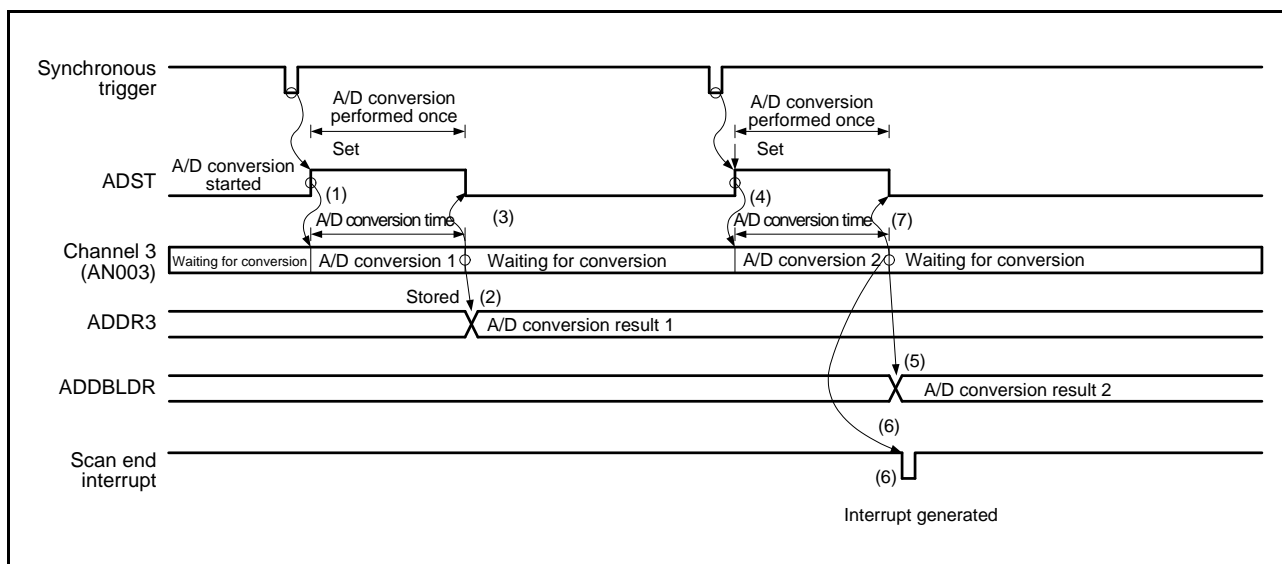 Synchronous
trigger
A/D conversion
performed once
A/D conversion
performed once
Set
Set
A/D conversion
started
ADST
(1)
(3)
(4)
(7)
A/D conversion time
A/D conversion time
Channel 3
(AN003)
Waiting for conversion
A/D conversion 1
Waiting for conversion
A/D conversion 2
Waiting for conversion
Stored
(2)
ADDR3
A/D conversion result 1
(5)
ADDBLDR
A/D conversion result 2
(6)
Scan end
interrupt
(6)
Interrupt generated